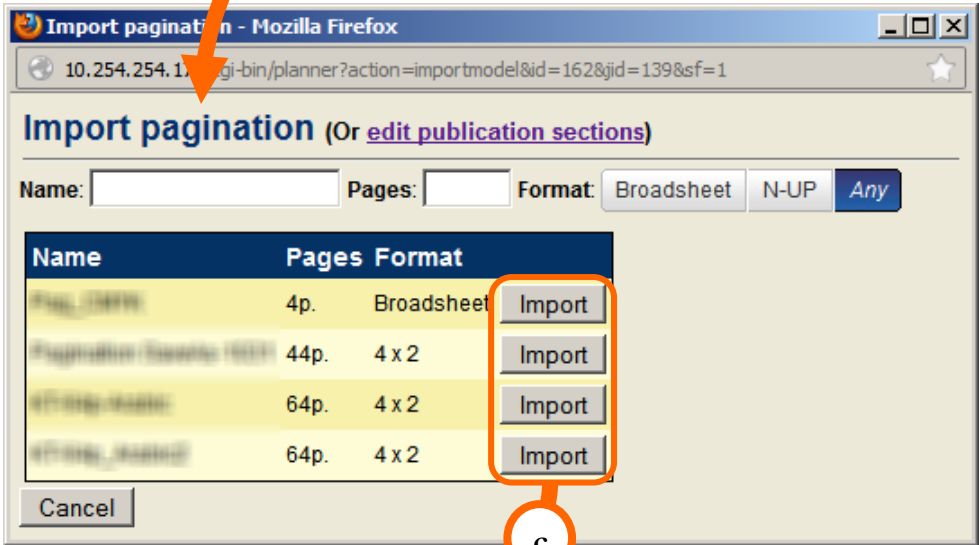 Import pagination - Mozilla Firefox
10.254.254.1 gi-bin/planner?action=importmodel&id=162&jid=139&sf=1
Import pagination (Or edit publication sections)
Name: Pages: Format: Broadsheet N-UP Any
Name Pages Format
4p. Broadsheet Import
44p. 4 x 2 Import
64p. 4 x 2 Import
64p. 4 x 2 Import
Cancel
c